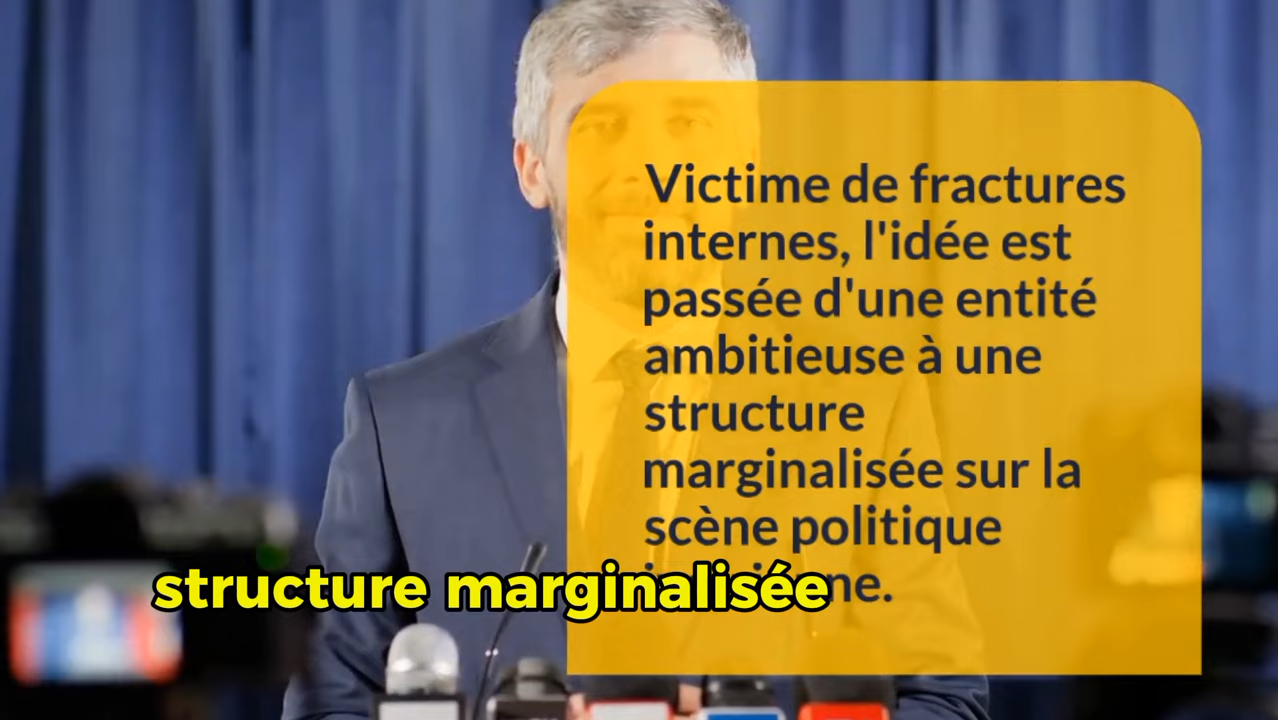 Victime de fractures
internes, l'idée est
passée d'une entité
ambitieuse à une
structure
marginalisée sur la
scène politique
structure marginalisée